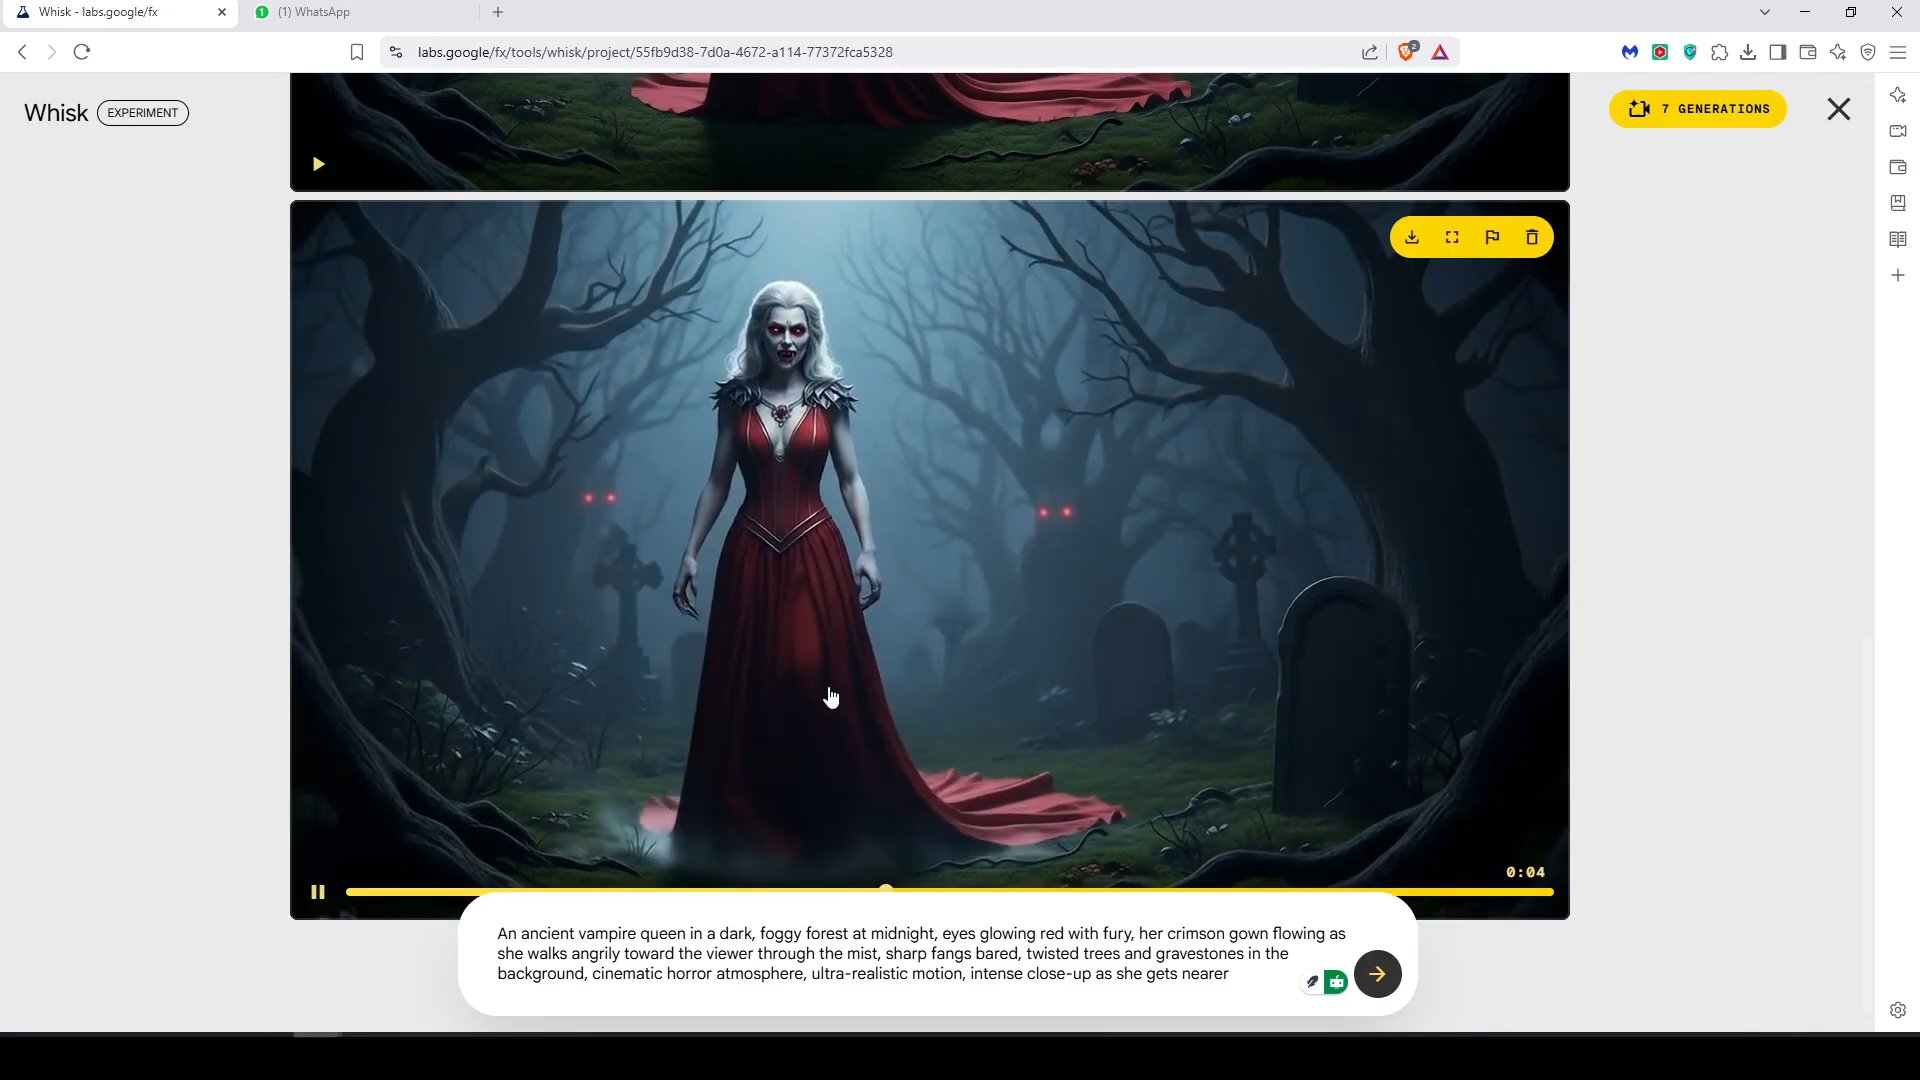 Whisk - labs.google/fx
1
(1) WhatsApp
labs.google/fx/tools/whisk/project/55fb9d38-7d0a-4672-a114-77372fca5328
2
Whisk
EXPERIMENT
7 GENERATIONS
0:04
An ancient vampire queen in a dark, foggy forest at midnight, eyes glowing red with fury, her crimson gown flowing as
she walks angrily toward the viewer through the mist, sharp fangs bared, twisted trees and gravestones in the
background, cinematic horror atmosphere, ultra-realistic motion, intense close-up as she gets nearer